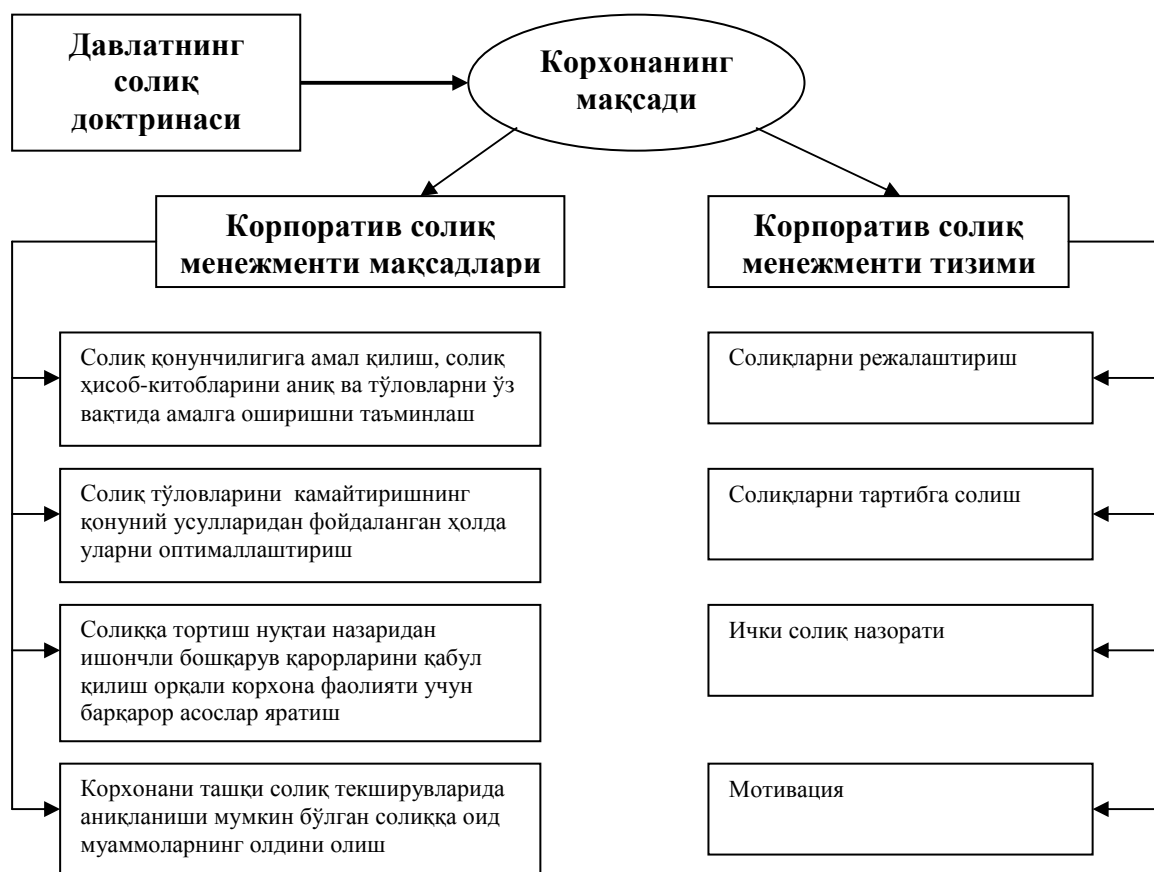 Давлатнинг
солиқ
доктринаси
Корхонанинг
мақсади
Корпоратив солиқ
менежменти мақсадлари
Корпоратив солиқ
менежменти тизими
Солиқ қонунчилигига амал қилиш, солиқ
ҳисоб-китобларини аниқ ва тўловларни ўз
вақтида амалга оширишни таъминлаш
Солиқ тўловларини камайтиришнинг
қонуний усулларидан фойдаланган ҳолда
уларни оптималлаштириш
Солиққа тортиш нуқтаи назаридан
ишончли бошқарув қарорларини қабул
қилиш орқали корхона фаолияти учун
барқарор асослар яратиш
Корхонани ташқи солиқ текширувларида
аниқланиши мумкин бўлган солиққа оид
муаммоларнинг олдини олиш
Солиқларни режалаштириш
Солиқларни тартибга солиш
Ички солиқ назорати
Мотивация